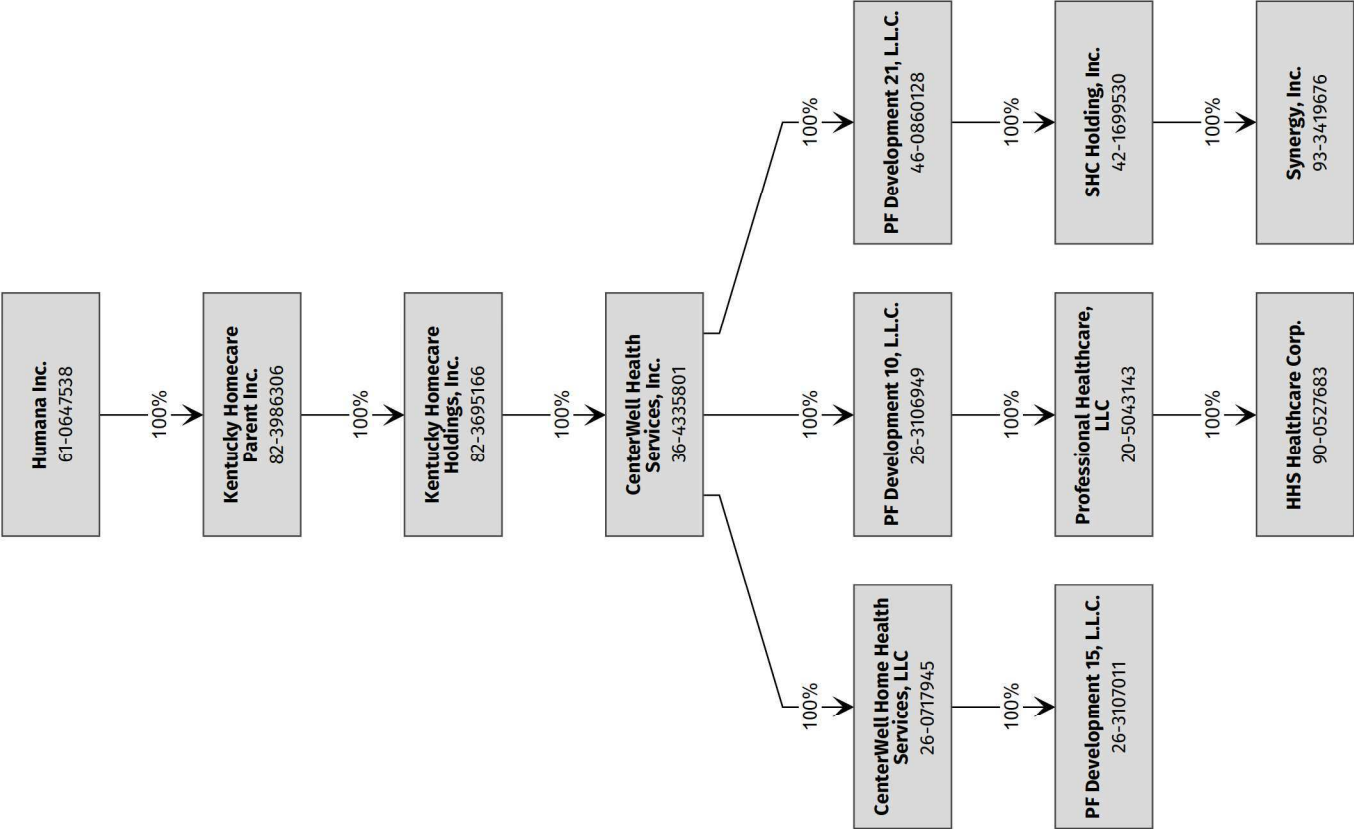 Humana Inc.
61-0647538
100%
Kentucky Homecare
Parent Inc.
82-3986306
100%
Kentucky Homecare
Holdings, Inc.
82-3695166
100%
CenterWell Health
Services, Inc.
36-4335801
100%
CenterWell Home Health
Services, LLC
26-0717945
100%
PF Development 15, L.L.C.
26-3107011
100%
PF Development 10, L.L.C.
26-3106949
100%
Professional Healthcare,
LLC
20-5043143
100%
HHS Healthcare Corp.
90-0527683
100%
PF Development 21, L.L.C.
46-0860128
100%
SHC Holding, Inc.
42-1699530
100%
Synergy, Inc.
93-3419676